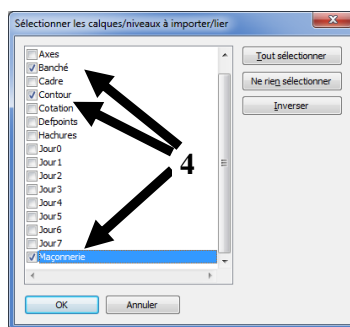 Sélectionner les calques/niveaux à importer/lier
Axes
Banché
Cadre
Contour
Cotation
Defpoints
Hachures
Jour0
Jour1
Jour2
Jour3
Jour4
Jour5
Jour6
Jour7
Maçonnerie
4
Tout sélectionner
Ne rien sélectionner
Inverser
OK
Annuler